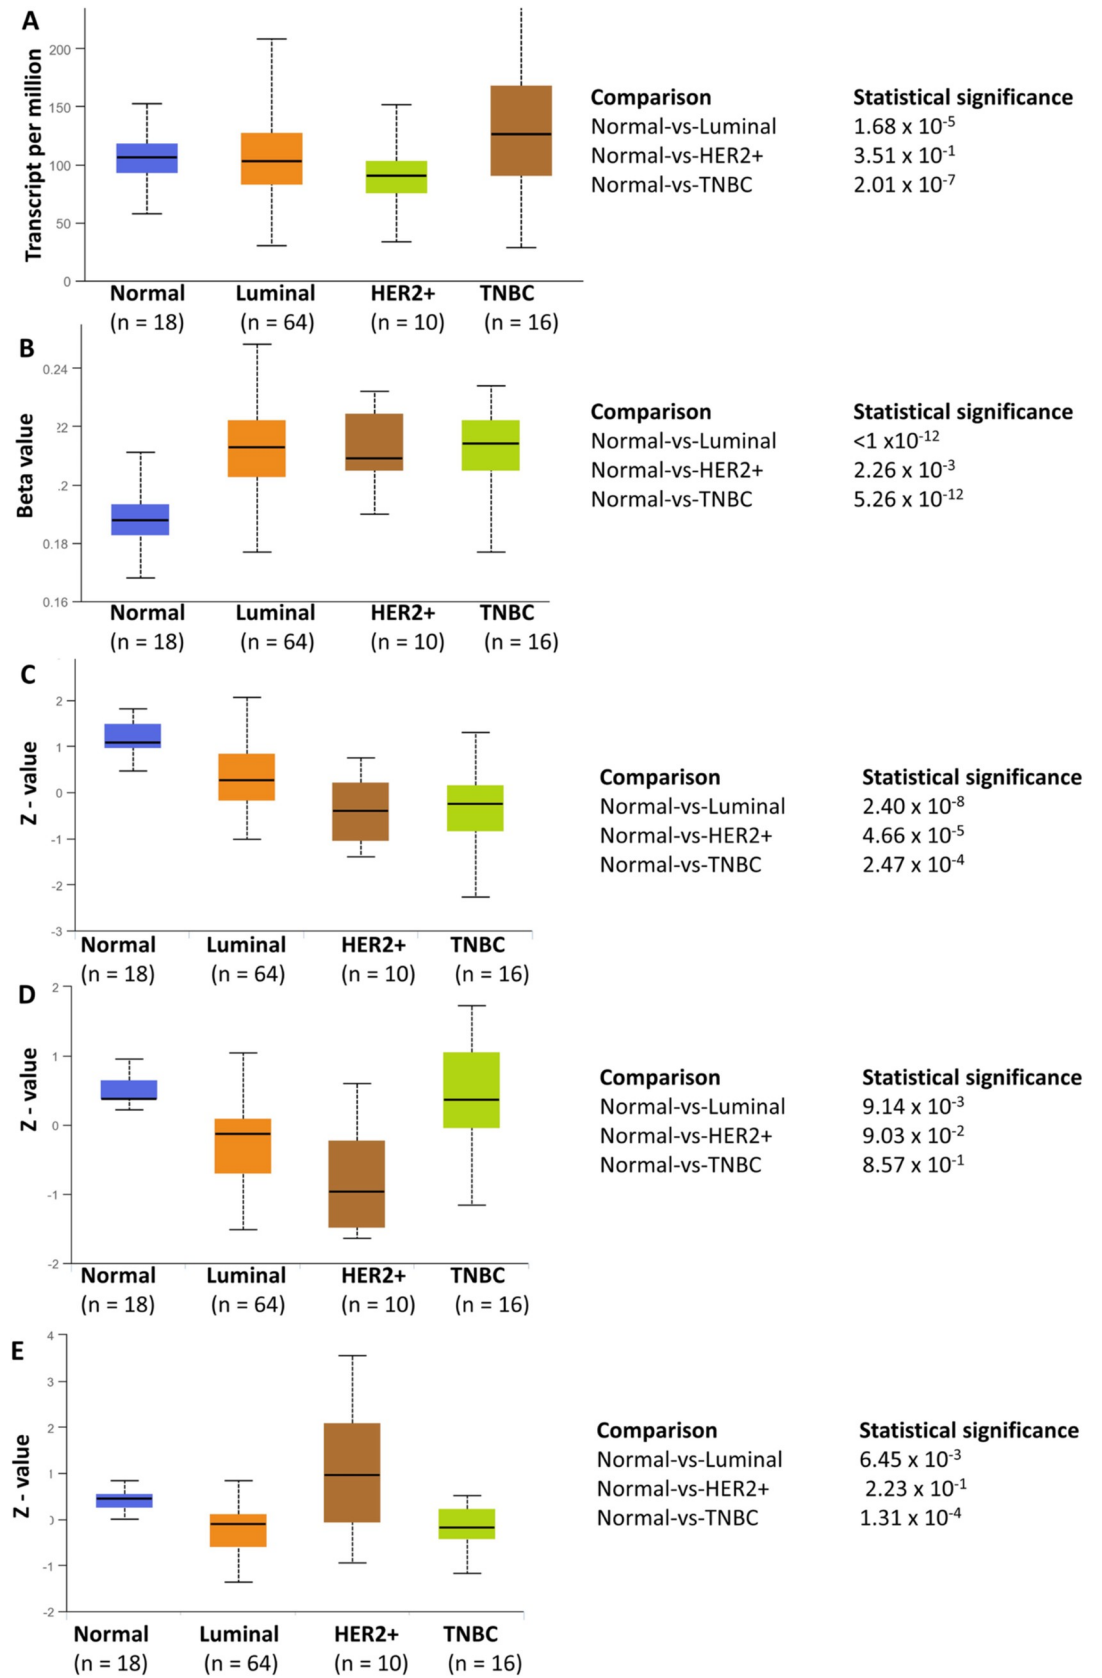 A
Transcript per million
200
150
100
50
0
Normal Luminal HER2+ TNBC
(n = 18) (n = 64) (n = 10) (n = 16)
Comparison Statistical significance
Normal-vs-Luminal 1.68 x 10-5
Normal-vs-HER2+ 3.51 x 10-1
Normal-vs-TNBC 2.01 x 10-7
B
Beta value
0.24
22
.2
0.18
0.16
Normal Luminal HER2+ TNBC
(n = 18) (n = 64) (n = 10) (n = 16)
Comparison Statistical significance
Normal-vs-Luminal <1 x10-12
Normal-vs-HER2+ 2.26 x 10-3
Normal-vs-TNBC 5.26 x 10-12
C
Z - value
2
1
0
-1
-2
-3
Normal Luminal HER2+ TNBC
(n = 18) (n = 64) (n = 10) (n = 16)
Comparison Statistical significance
Normal-vs-Luminal 2.40 x 10-8
Normal-vs-HER2+ 4.66 x 10-5
Normal-vs-TNBC 2.47 x 10-4
D
Z - value
2
1
0
-1
-2
Normal Luminal HER2+ TNBC
(n = 18) (n = 64) (n = 10) (n = 16)
Comparison Statistical significance
Normal-vs-Luminal 9.14 x 10-3
Normal-vs-HER2+ 9.03 x 10-2
Normal-vs-TNBC 8.57 x 10-1
E
Z - value
4
3
2
1
-1
-2
Normal Luminal HER2+ TNBC
(n = 18) (n = 64) (n = 10) (n = 16)
Comparison Statistical significance
Normal-vs-Luminal 6.45 x 10-3
Normal-vs-HER2+ 2.23 x 10-1
Normal-vs-TNBC 1.31 x 10-4